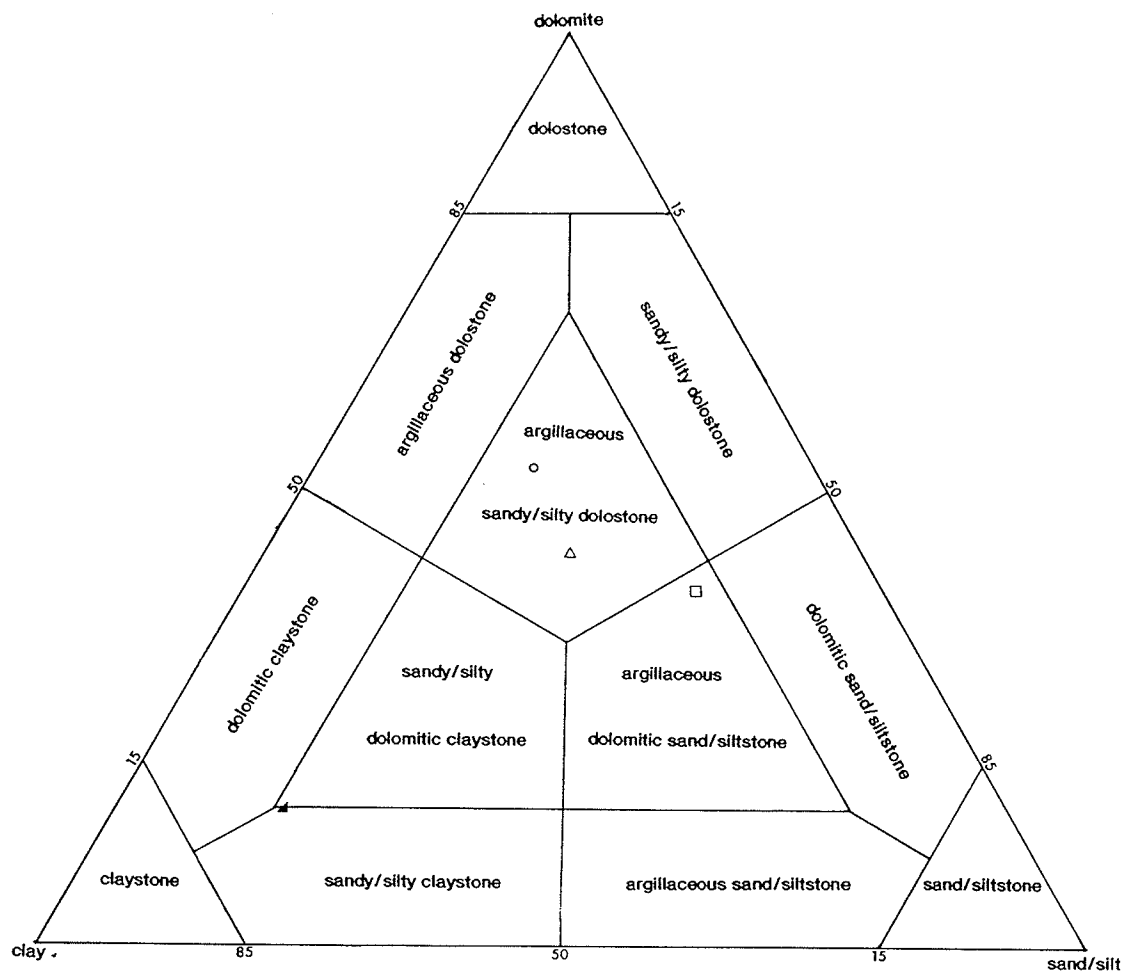 dolomite
dolostone
85
15
argillaceous dolostone
sandy/silty dolostone
argillaceous
50
50
sandy/silty dolostone
dolomitic claystone
dolomitic sand/siltstone
sandy/silty
argillaceous
dolomitic claystone
dolomitic sand/siltstone
15
85
claystone
sandy/silty claystone
argillaceous sand/siltstone
sand/siltstone
clay
85
50
15
sand/silt